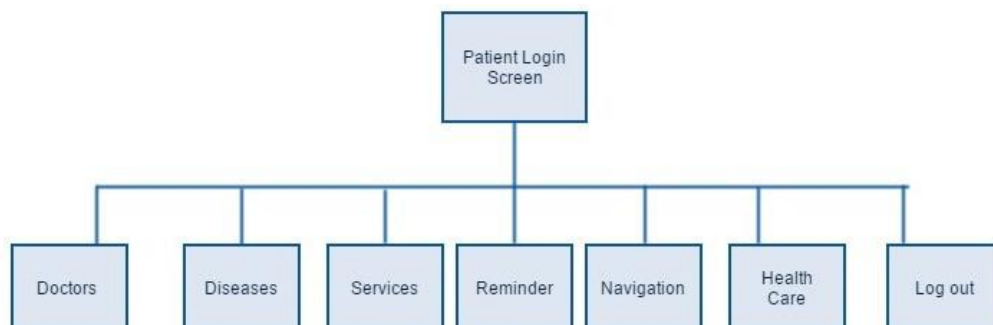 Patient Login
Screen
Doctors
Diseases
Services
Reminder
Navigation
Health
Care
Log out